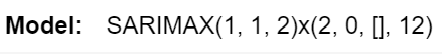 Model: SARIMAX(1, 1, 2)x(2, 0, [], 12)